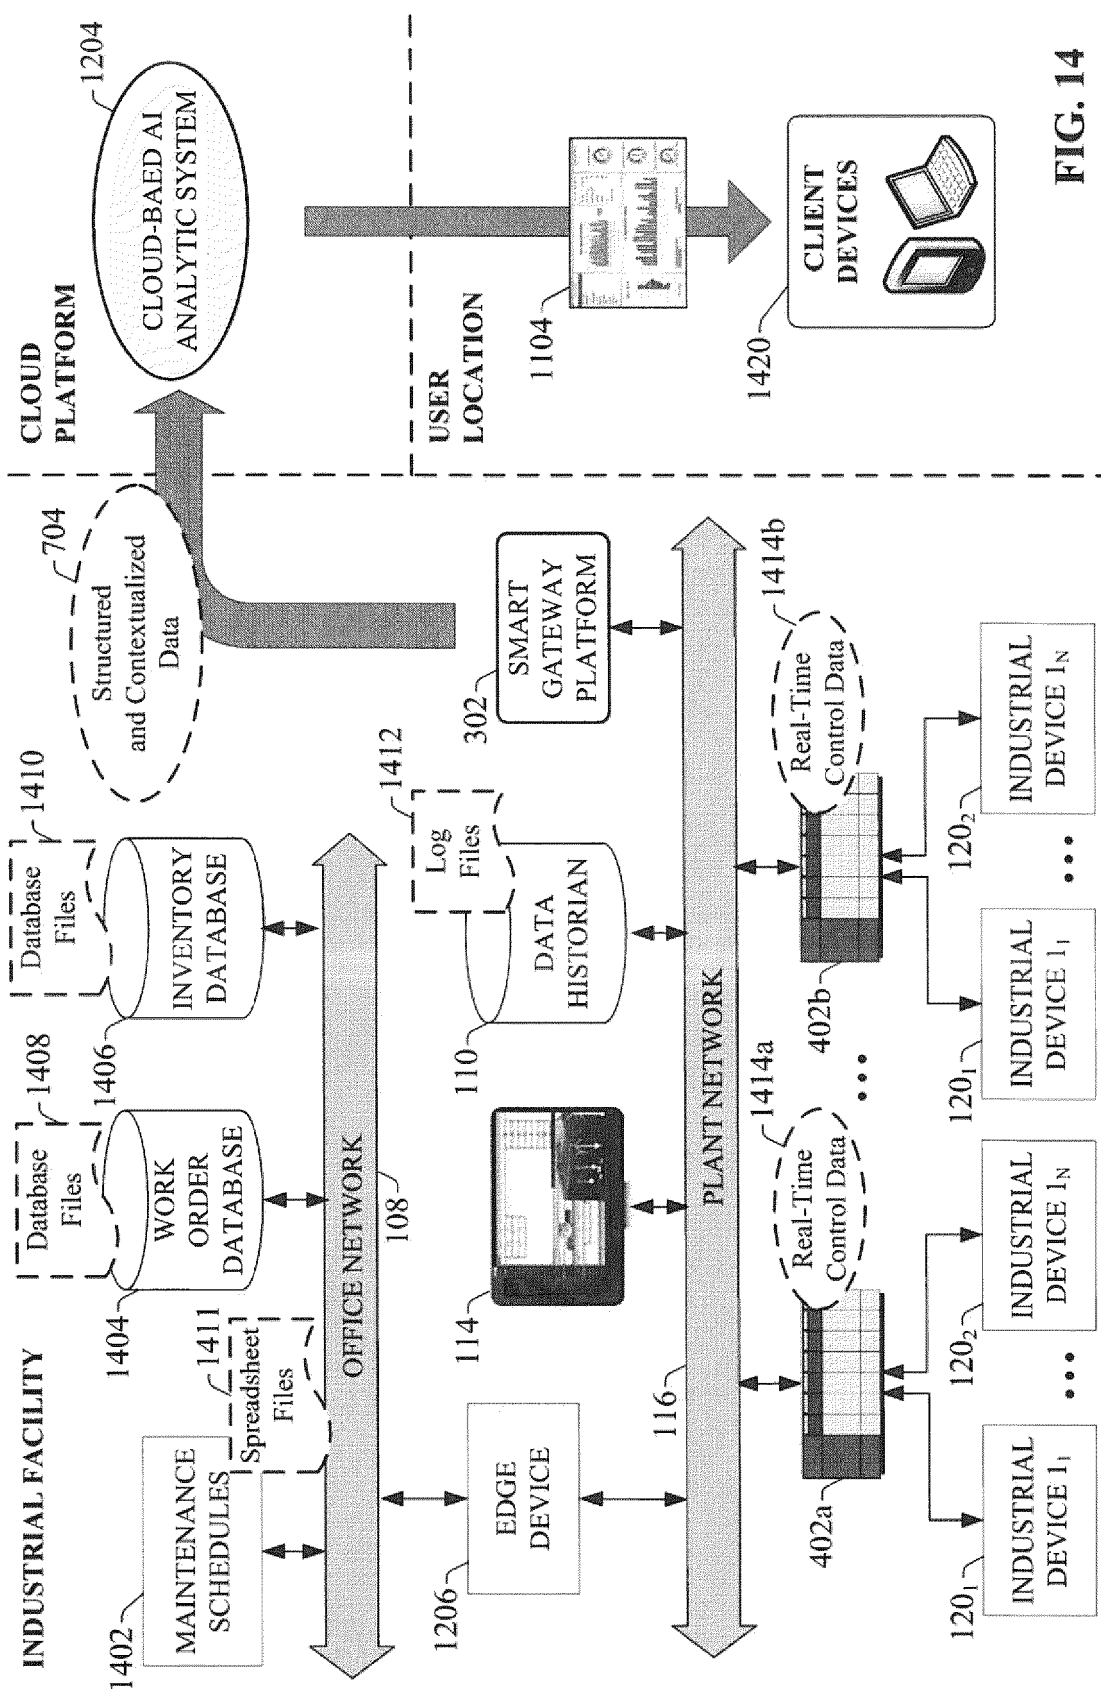 INDUSTRIAL FACILITY
1402
MAINTENANCE
SCHEDULES
1411
Spreadsheet
Files
1404
WORK
ORDER
DATABASE
Database
Files
1408
1406
INVENTORY
DATABASE
Database
Files
1410
704
Structured
and Contextualized
Data
CLOUD
PLATFORM
CLOUD-BAED AI
ANALYTIC SYSTEM
1204
OFFICE NETWORK
108
1206
EDGE
DEVICE
114
110
DATA
HISTORIAN
Log
Files
1412
302
SMART
GATEWAY
PLATFORM
USER
LOCATION
1104
1420
CLIENT
DEVICES
116
PLANT NETWORK
402a
Real-Time
Control Data
1414a
402b
Real-Time
Control Data
1414b
120₁
INDUSTRIAL
DEVICE 1₁
120₂
INDUSTRIAL
DEVICE 1N
120₁
INDUSTRIAL
DEVICE 1₁
120₂
INDUSTRIAL
DEVICE 1N
FIG. 14